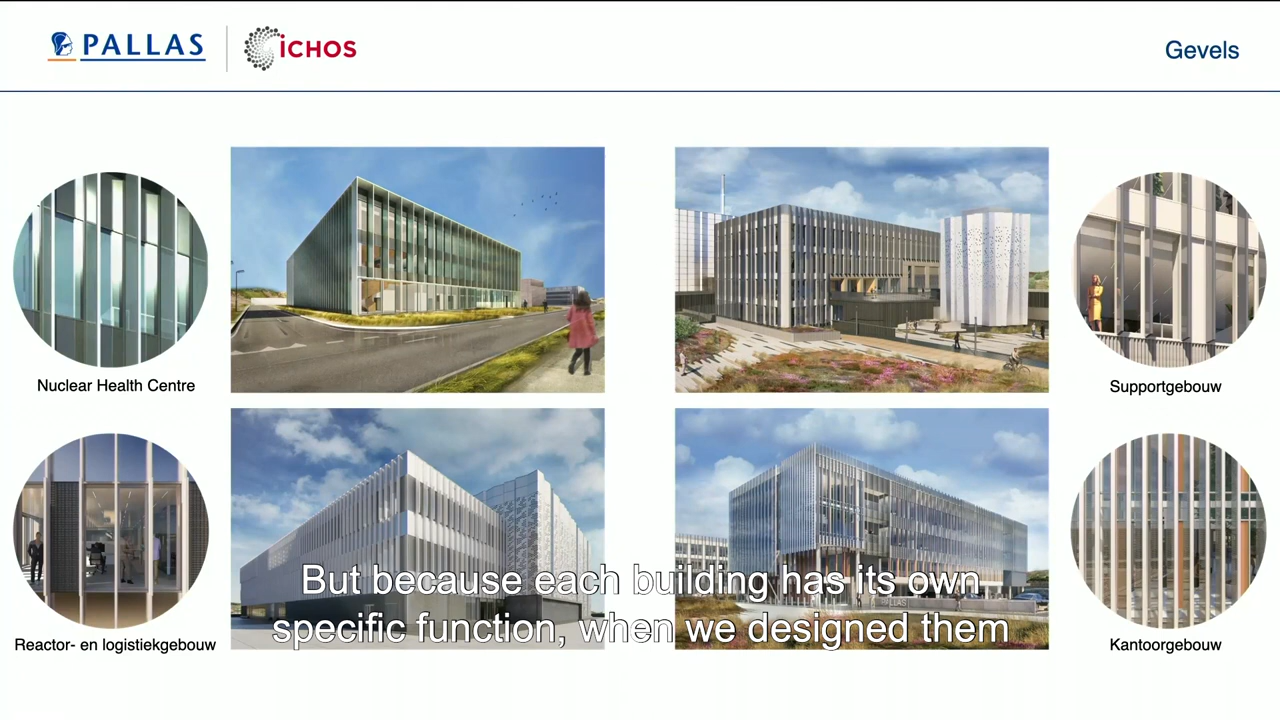 PALLAS
iCHOS
Gevels
Nuclear Health Centre
Supportgebouw
Reactor- en logistiekgebouw
Kantoorgebouw
PALLAS
But because each building has its own
specific function, when we designed them